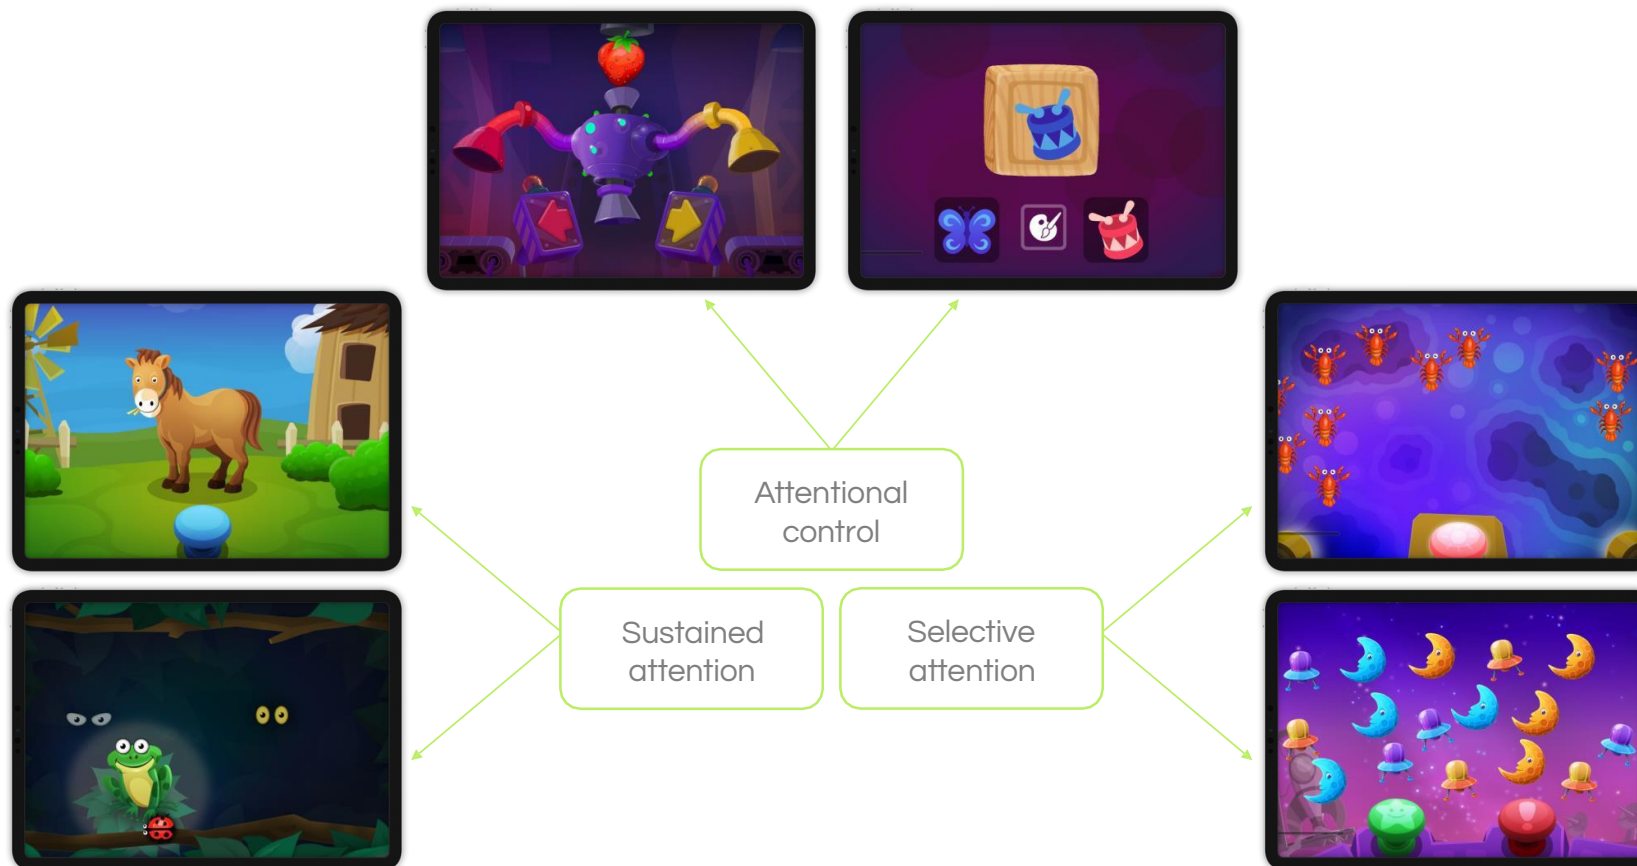 Attentional
control
Sustained
attention
Selective
attention